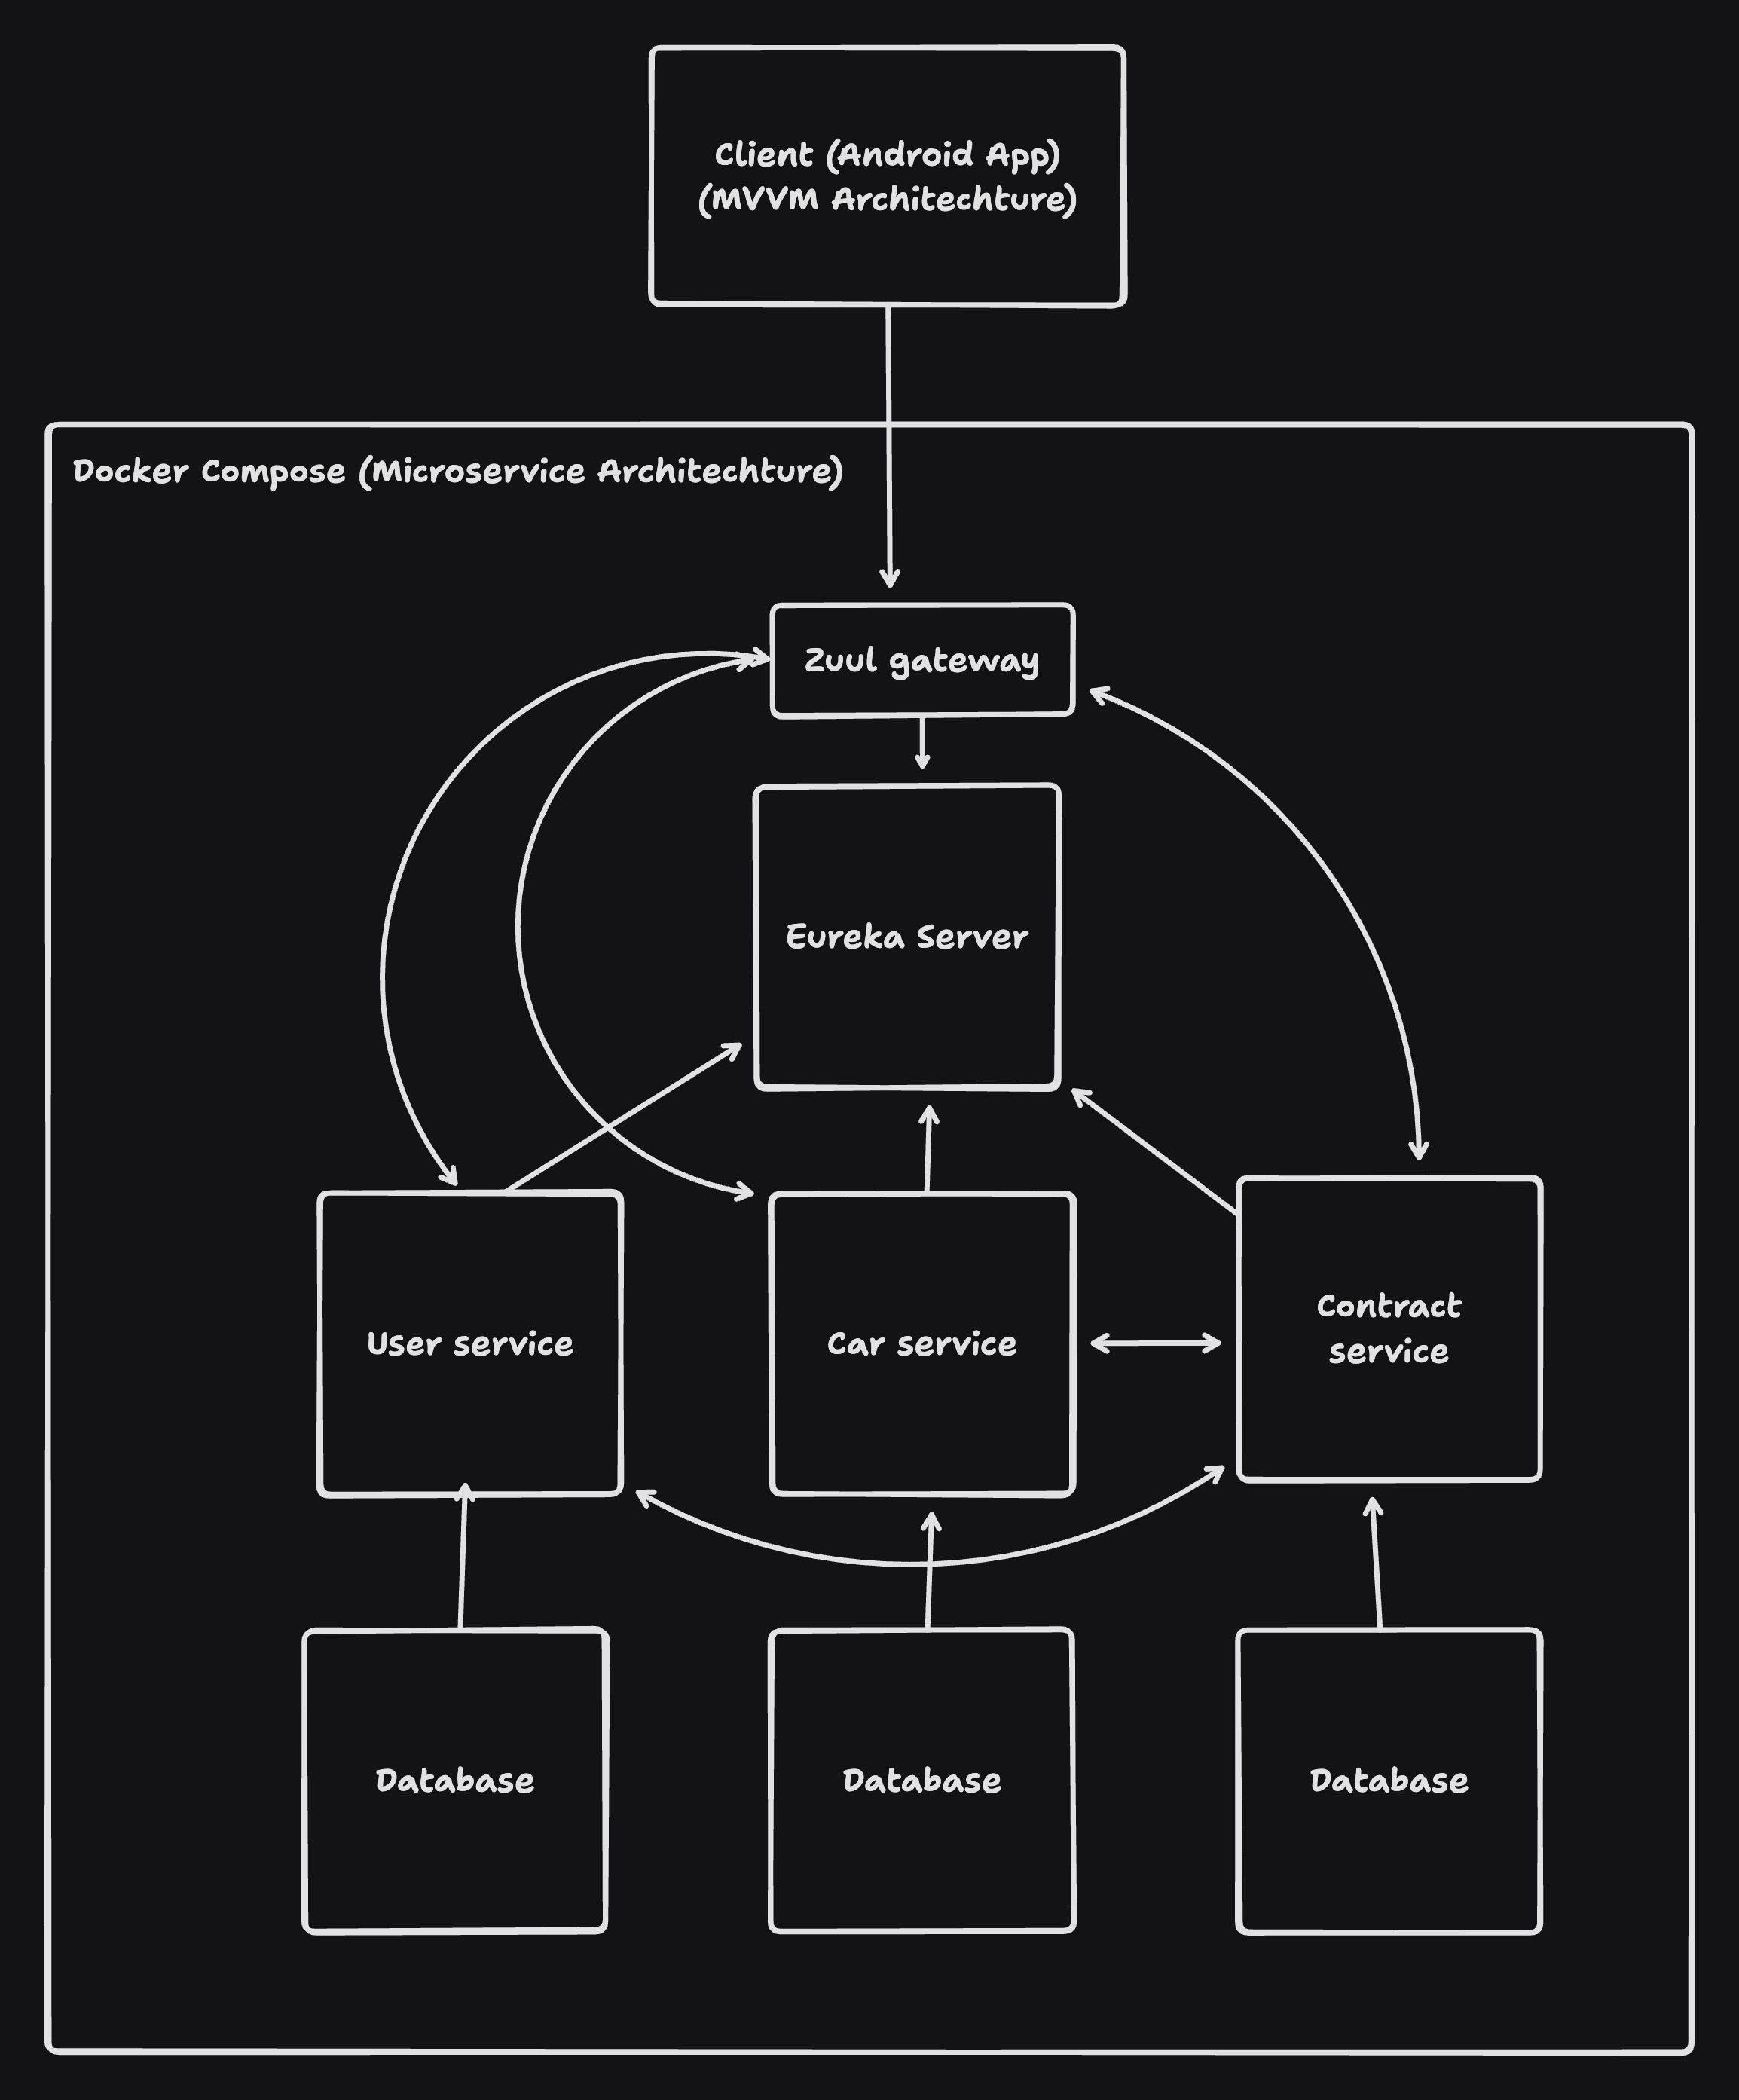 Client (Android App)
(MVVM Architechture)
Docker Compose (Microservice Architechture)
Zuul gateway
Eureka Server
User service
Car service
Contract
service
Database
Database
Database